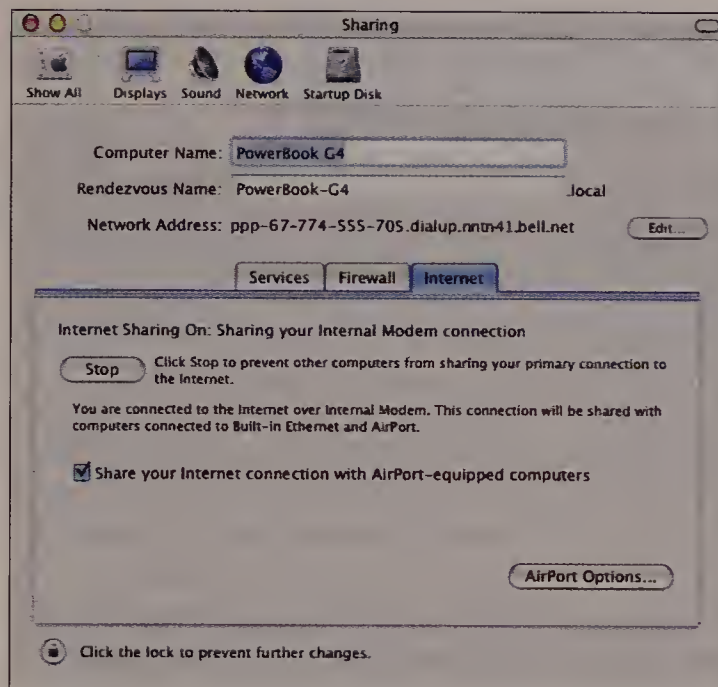 Sharing
Show All Displays Sound Network Startup Disk
Computer Name: PowerBook G4
Rendezvous Name: PowerBook-G4 .local
Network Address: ppp-67-774-555-705.dialup.nntn41.bell.net Edit...
Services Firewall Internet
Internet Sharing On: Sharing your Internal Modem connection
Stop Click Stop to prevent other computers from sharing your primary connection to
the Internet.
You are connected to the Internet over Internal Modem. This connection will be shared with
computers connected to Built-in Ethernet and AirPort.
Share your Internet connection with AirPort-equipped computers
AirPort Options...
Click the lock to prevent further changes.